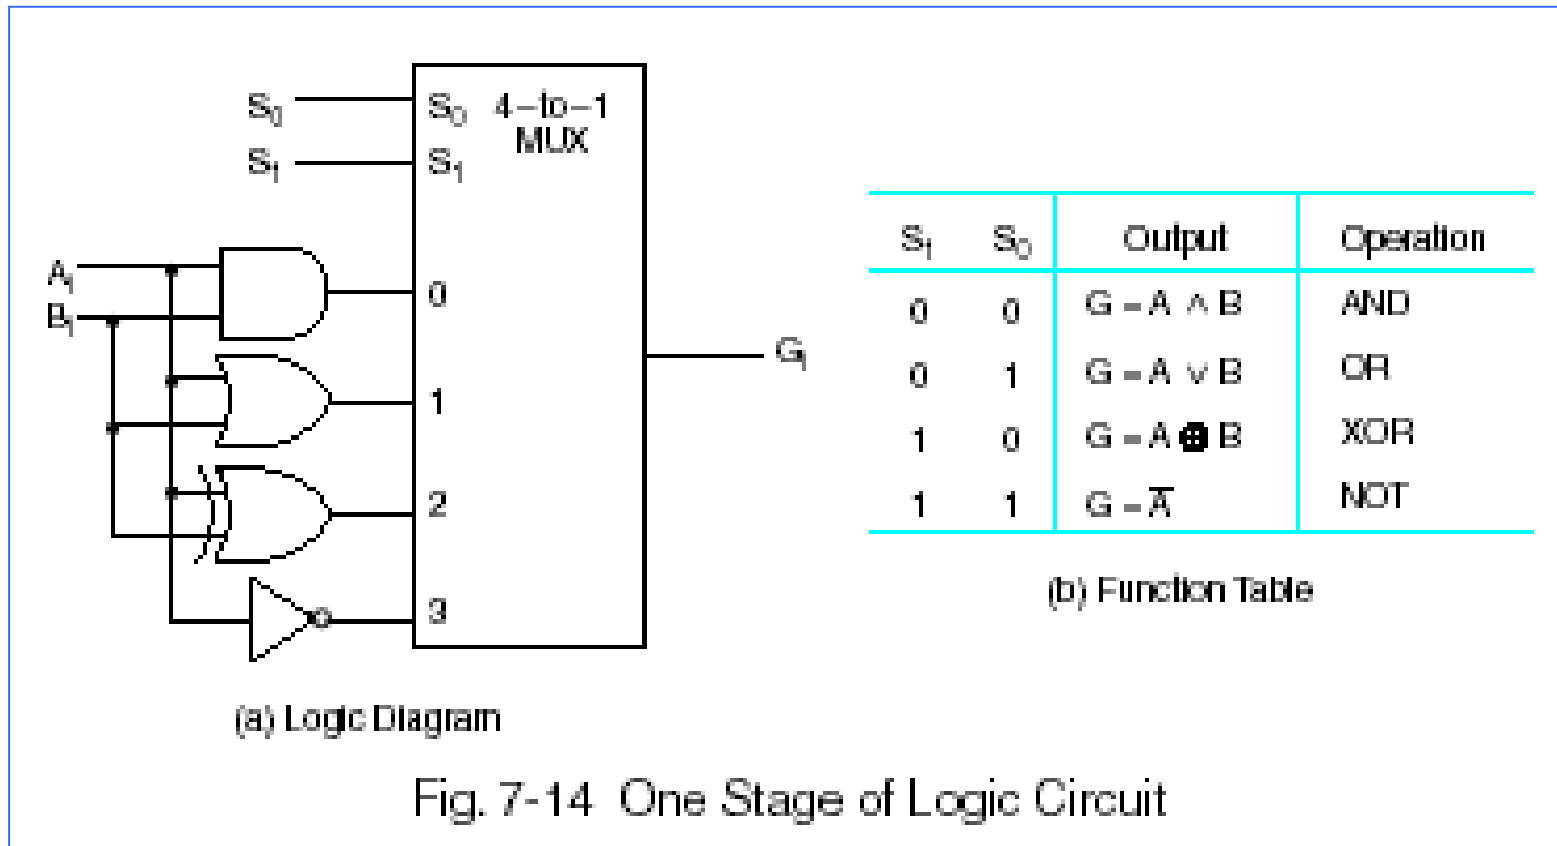 S₀ S₀ 4-to-1
MUX
S₁ S₁
Aᵢ
Bᵢ
0
1
2
3
Gᵢ
(a) Logic Diagram
S₁ S₀ Output Operation
0 0 G = A ∧ B AND
0 1 G = A ∨ B OR
1 0 G = A ⊕ B XOR
1 1 G = A̅ NOT
(b) Function Table
Fig. 7-14 One Stage of Logic Circuit